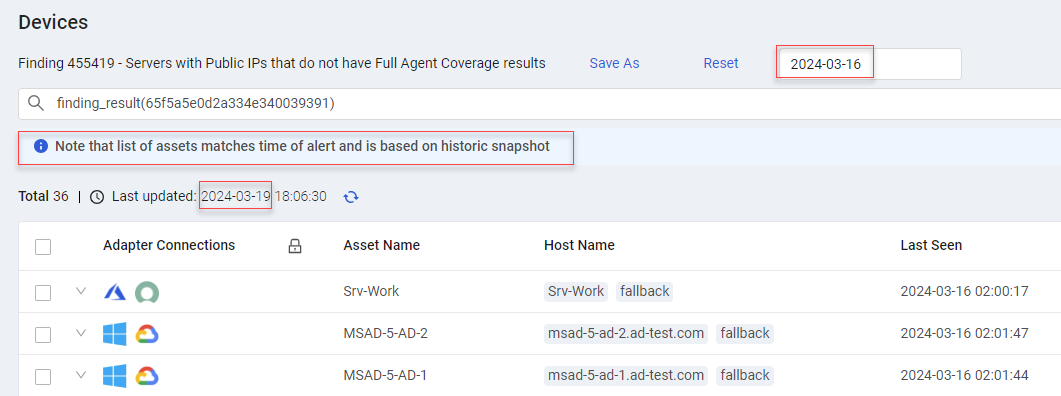 Devices
Finding 455419 - Servers with Public IPs that do not have Full Agent Coverage results Save As Reset 2024-03-16
finding_result(65f5a5e0d2a334e340039391)
Note that list of assets matches time of alert and is based on historic snapshot
Total 36 | Last updated: 2024-03-19 18:06:30
Adapter Connections Asset Name Host Name Last Seen
Srv-Work Srv-Work fallback 2024-03-16 02:00:17
MSAD-5-AD-2 msad-5-ad-2.ad-test.com fallback 2024-03-16 02:01:47
MSAD-5-AD-1 msad-5-ad-1.ad-test.com fallback 2024-03-16 02:01:44